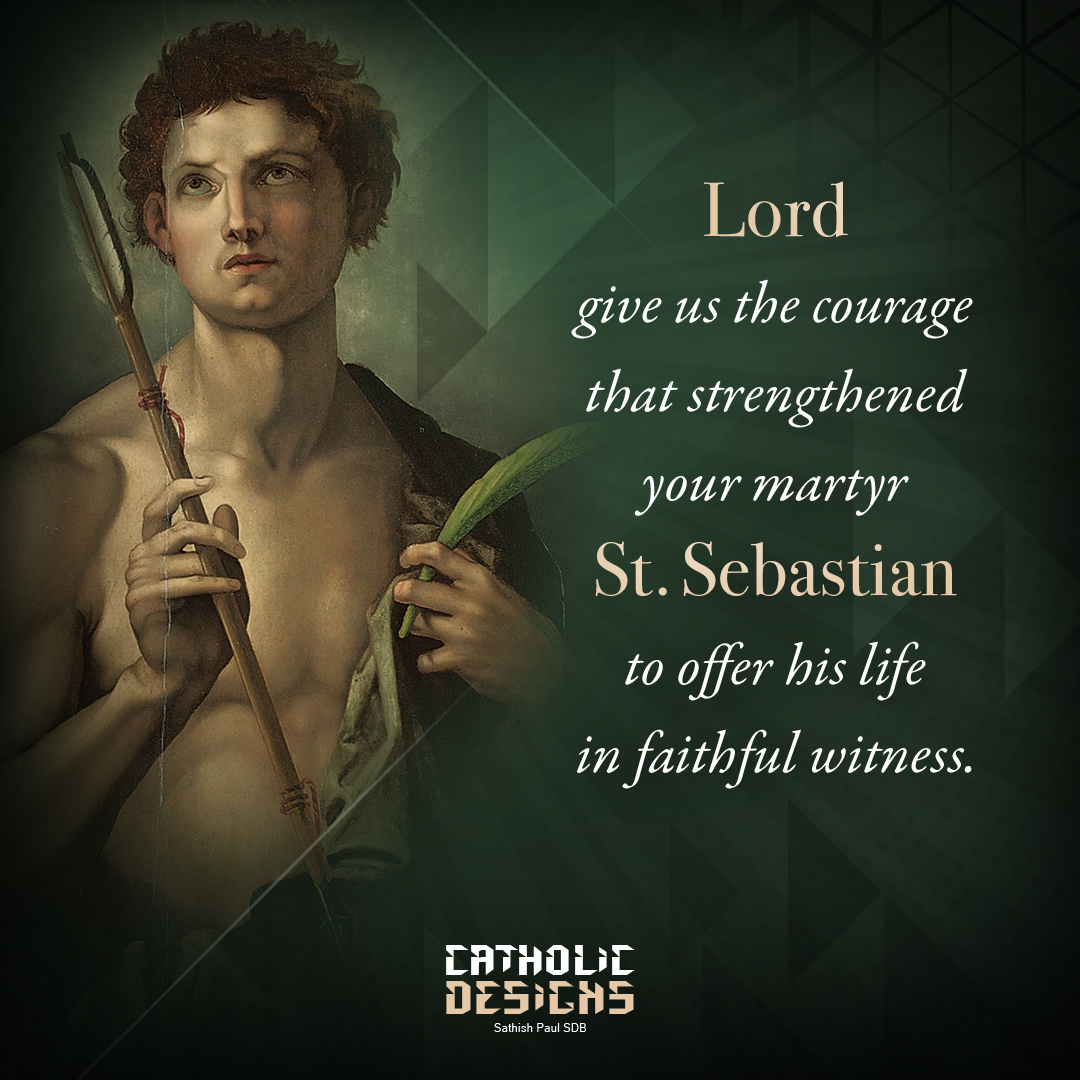 Lord
give us the courage
that strengthened
your martyr
St. Sebastian
to offer his life
in faithful witness.
CATHOLIC
DESIGNS
Sathish Paul SDB